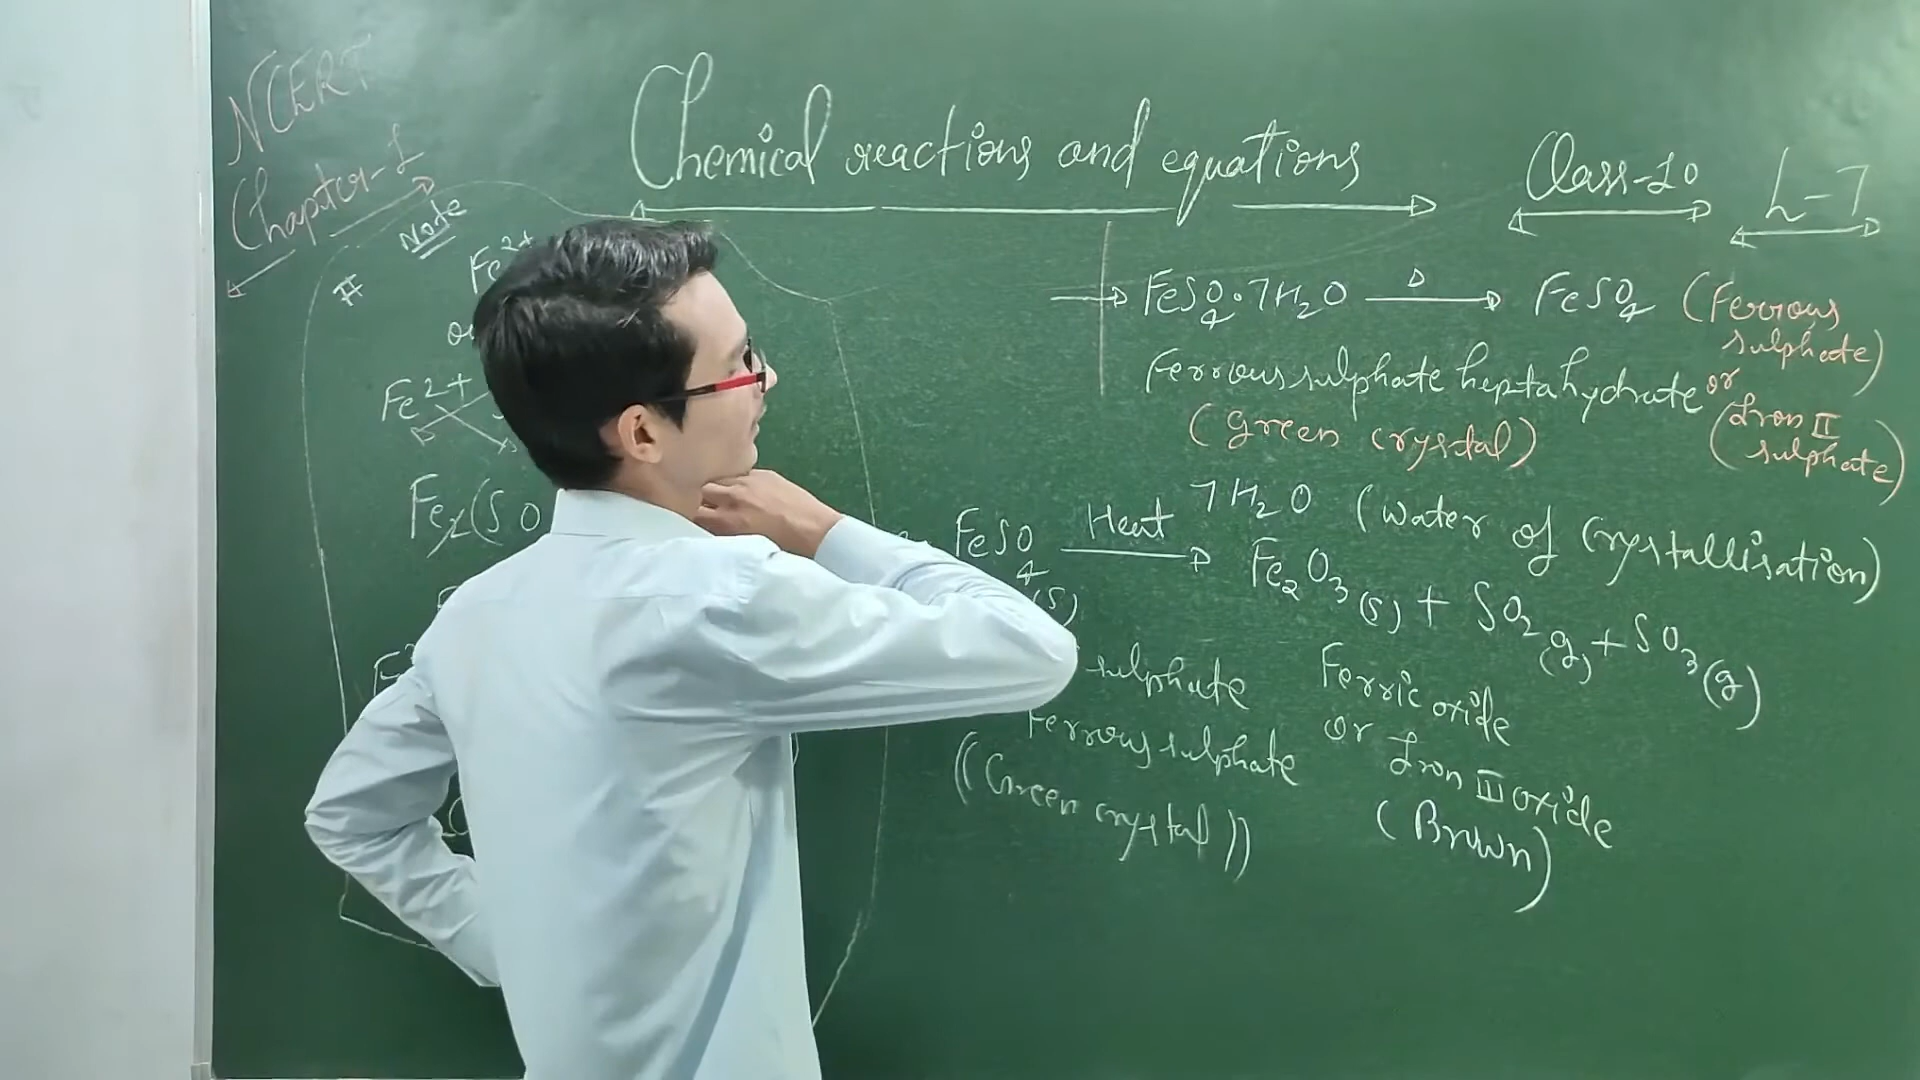 NCERT
Chapter-1
Chemical reactions and equations
Class-10
L-7
Note
#
Fe2+
Fe2+
Fe2(SO
→ FeSO4.7H2O —Δ→ FeSO4 (Ferrous sulphate)
Ferrous sulphate heptahydrate or (Iron II sulphate)
(Green crystal)
7H2O (Water of Crystallisation)
FeSO4(s) —Heat→ Fe2O3(s) + SO2(g) + SO3(g)
sulphate Ferric oxide
Ferrous sulphate or Iron III oxide
((Green crystal)) (Brown)